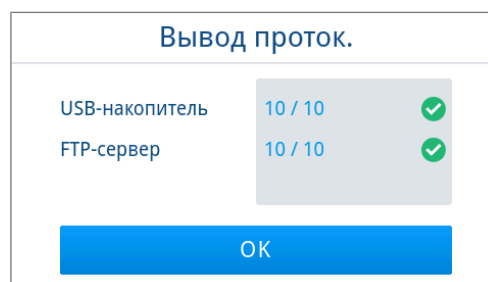 Вывод проток.
USB-накопитель 10 / 10
FTP-сервер 10 / 10
OK